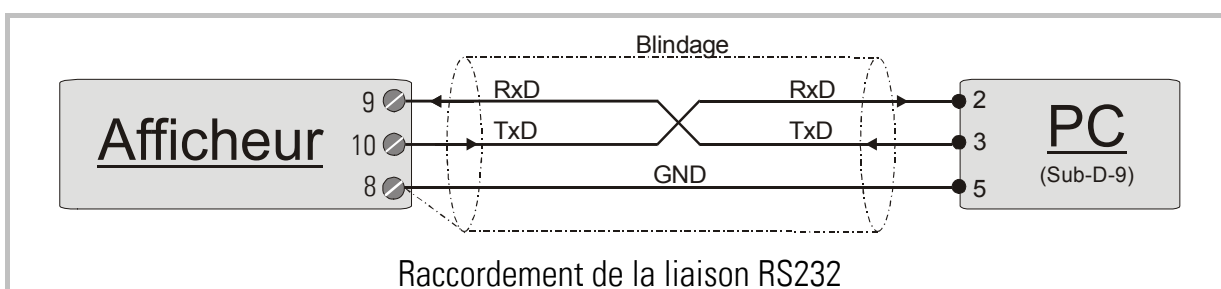 Blindage
9 RxD RxD 2
Afficheur 10 TxD TxD 3 PC
(Sub-D-9)
8 GND 5
Raccordement de la liaison RS232